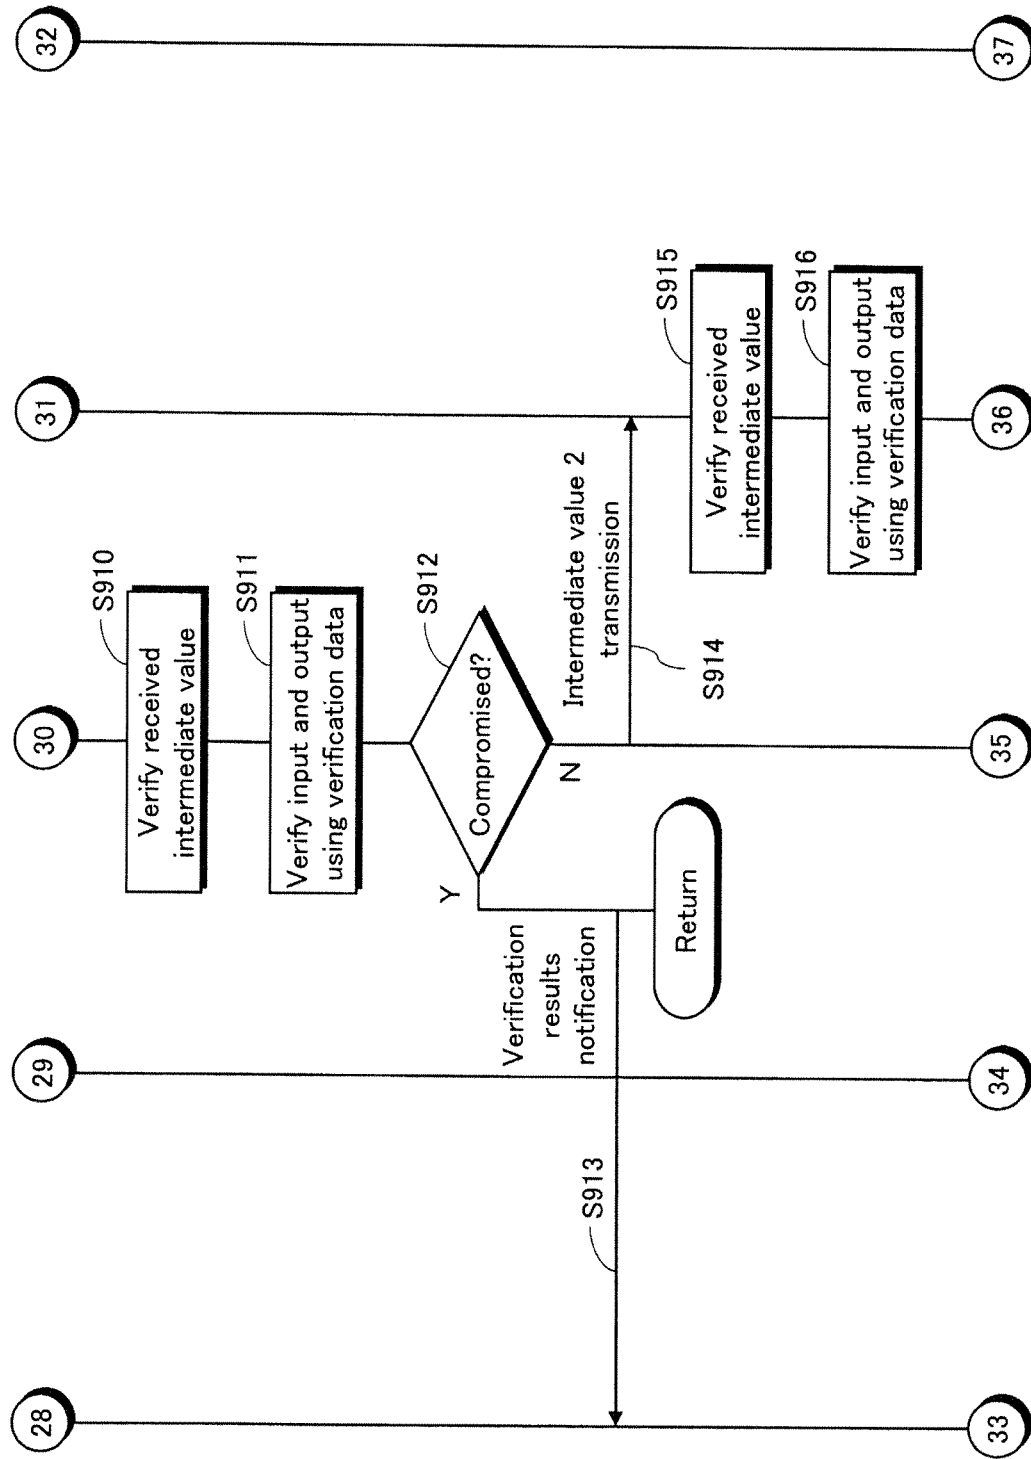 28
29
30
31
32
S910
Verify received
intermediate value
S911
Verify input and output
using verification data
S912
Compromised?
Y
N
Verification
results
notification
S913
Return
Intermediate value 2
transmission
S914
S915
Verify received
intermediate value
S916
Verify input and output
using verification data
33
34
35
36
37